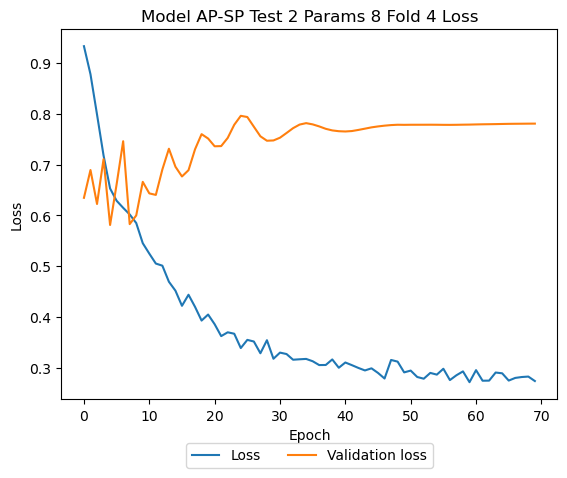 Model AP-SP Test 2 Params 8 Fold 4 Loss
Loss
0.9
0.8
0.7
0.6
0.5
0.4
0.3
0 10 20 30 40 50 60 70
Epoch
Loss Validation loss